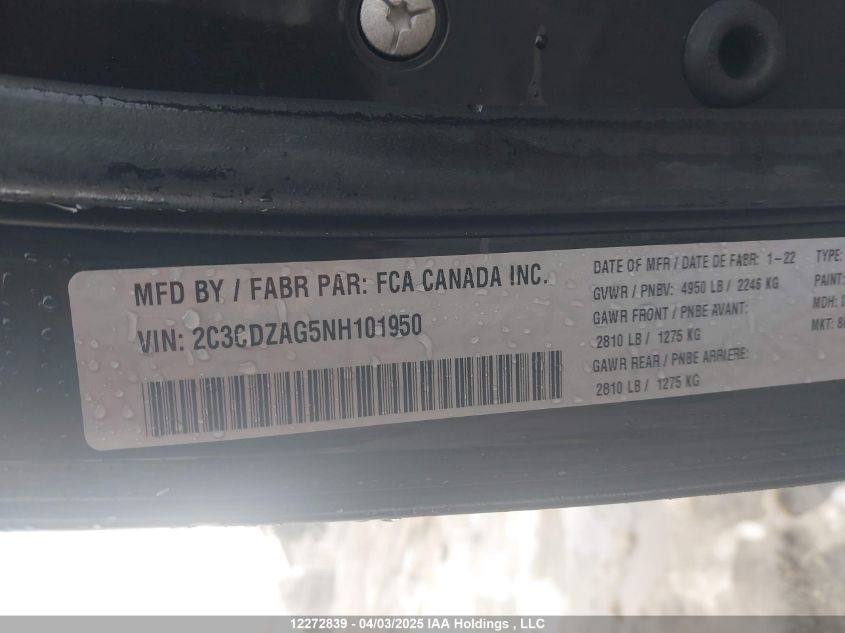 MFD BY / FABR PAR: FCA CANADA INC.
VIN: 2C3CDZAG5NH101950
DATE OF MFR / DATE DE FABR: 1-22
GVWR / PNBV: 4950 LB / 2246 KG
GAWR FRONT / PNBE AVANT:
2810 LB / 1275 KG
GAWR REAR / PNBE ARRIERE:
2810 LB / 1275 KG
TYPE:
PAINT:
MDH:
MKT:
12272839 - 04/03/2025 IAA Holdings , LLC